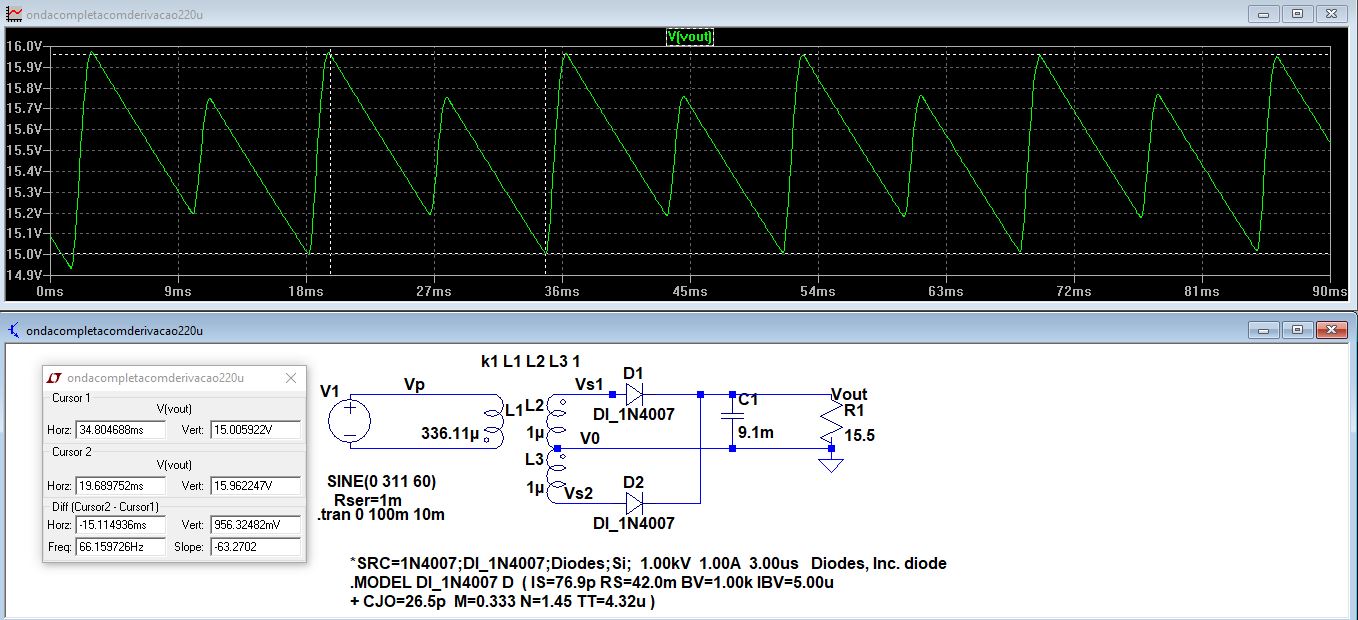 ondacompletacomderivacao220u
V(vout)
16.0V
15.9V
15.8V
15.7V
15.6V
15.5V
15.4V
15.3V
15.2V
15.1V
15.0V
14.9V
0ms 9ms 18ms 27ms 36ms 45ms 54ms 63ms 72ms 81ms 90ms
ondacompletacomderivacao220u
ondacompletacomderivacao220u
Cursor 1
V(vout)
Horz: 34.804688ms Vert: 15.005922V
Cursor 2
V(vout)
Horz: 19.689752ms Vert: 15.962247V
Diff (Cursor2 - Cursor1)
Horz: -15.114936ms Vert: 956.32482mV
Freq: 66.159726Hz Slope: -63.2702
k1 L1 L2 L3 1
V1
Vp
L1
336.11µ
L2
1µ
L3
1µ
Vs1
D1
DI_1N4007
V0
Vs2
D2
DI_1N4007
C1
9.1m
Vout
R1
15.5
SINE(0 311 60)
Rser=1m
.tran 0 100m 10m
*SRC=1N4007;DI_1N4007;Diodes;Si; 1.00kV 1.00A 3.00us Diodes, Inc. diode
.MODEL DI_1N4007 D ( IS=76.9p RS=42.0m BV=1.00k IBV=5.00u
+ CJO=26.5p M=0.333 N=1.45 TT=4.32u )